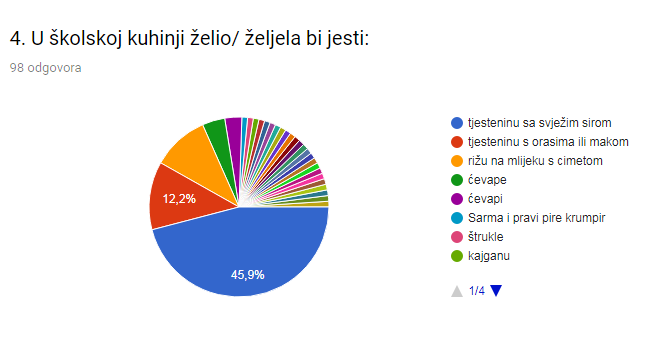 4. U školskoj kuhinji želio/ željela bi jesti:
98 odgovora
12,2%
45,9%
tjesteninu sa svježim sirom
tjesteninu s orasima ili makom
rižu na mlijeku s cimetom
ćevape
ćevapi
Sarma i pravi pire krumpir
štrukle
kajganu
1/4